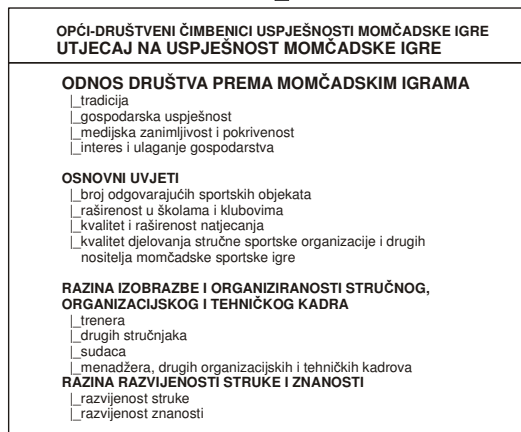 OPĆI-DRUŠTVENI ČIMBENICI USPJEŠNOSTI MOMČADSKE IGRE
UTJECAJ NA USPJEŠNOST MOMČADSKE IGRE
ODNOS DRUŠTVA PREMA MOMČADSKIM IGRAMA
|_tradicija
|_gospodarska uspješnost
|_medijska zanimljivost i pokrivenost
|_interes i ulaganje gospodarstva
OSNOVNI UVJETI
|_broj odgovarajućih sportskih objekata
|_raširenost u školama i klubovima
|_kvalitet i raširenost natjecanja
|_kvalitet djelovanja stručne sportske organizacije i drugih
nositelja momčadske sportske igre
RAZINA IZOBRAZBE I ORGANIZIRANOSTI STRUČNOG,
ORGANIZACIJSKOG I TEHNIČKOG KADRA
|_trenera
|_drugih stručnjaka
|_sudaca
|_menadžera, drugih organizacijskih i tehničkih kadrova
RAZINA RAZVIJENOSTI STRUKE I ZNANOSTI
|_razvijenost struke
|_razvijenost znanosti